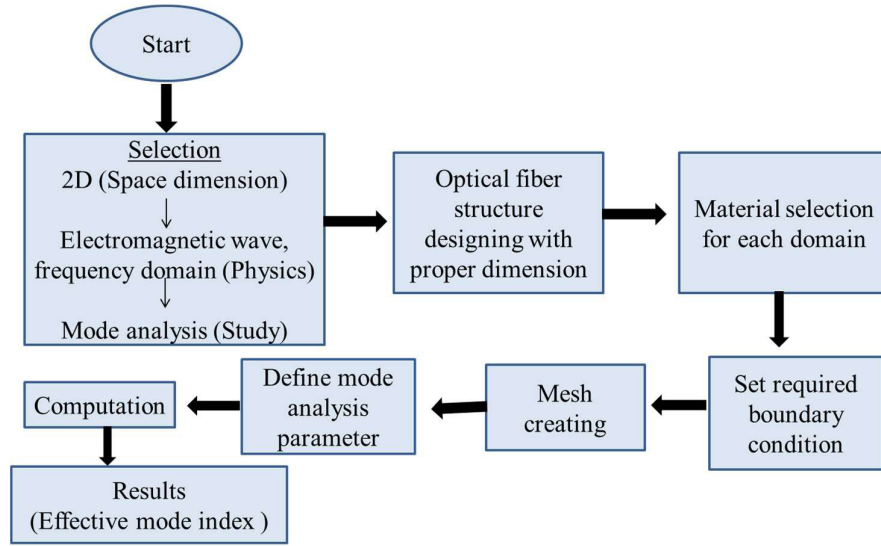 Start
Selection
2D (Space dimension)
Electromagnetic wave,
frequency domain (Physics)
Mode analysis (Study)
Optical fiber
structure
designing with
proper dimension
Material selection
for each domain
Set required
boundary
condition
Mesh
creating
Define mode
analysis
parameter
Computation
Results
(Effective mode index )